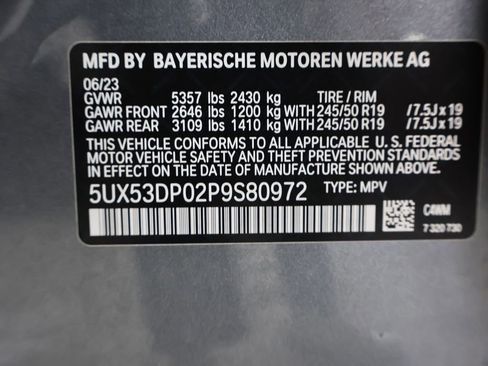 MFD BY BAYERISCHE MOTOREN WERKE AG
06/23
GVWR 5357 lbs 2430 kg TIRE / RIM
GAWR FRONT 2646 lbs 1200 kg WITH 245/50 R19 /7.5J x 19
GAWR REAR 3109 lbs 1410 kg WITH 245/50 R19 /7.5J x 19
THIS VEHICLE CONFORMS TO ALL APPLICABLE U. S. FEDERAL
MOTOR VEHICLE SAFETY AND THEFT PREVENTION STANDARDS
IN EFFECT ON THE DATE OF MANUFACTURE SHOWN ABOVE.
5UX53DP02P9S80972 TYPE: MPV
C4WM
7 320 730